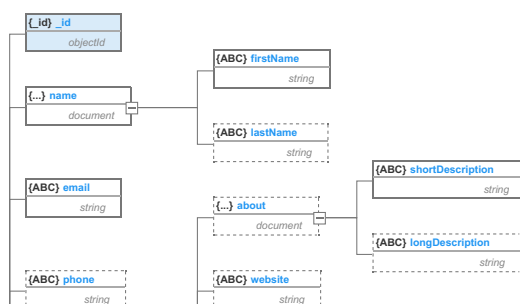 {_id} _id
objectId
{ABC} firstName
string
{...} name
document
{ABC} lastName
string
{ABC} shortDescription
string
{ABC} email
string
{...} about
document
{ABC} longDescription
string
{ABC} phone
string
{ABC} website
string